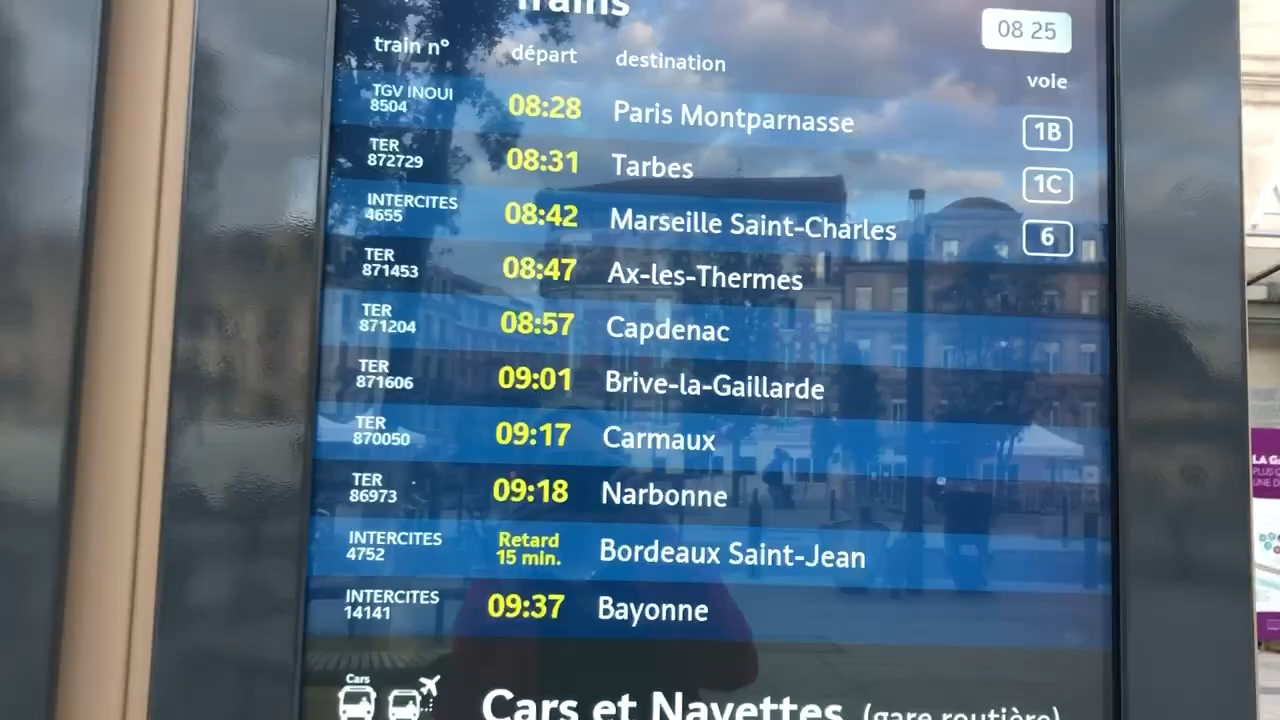 Trains
08 25
train n° départ destination voie
TGV INOUI
8504
08:28 Paris Montparnasse 1B
TER
872729
08:31 Tarbes 1C
INTERCITES
4655
08:42 Marseille Saint-Charles 6
TER
871453
08:47 Ax-les-Thermes
TER
871204
08:57 Capdenac
TER
871606
09:01 Brive-la-Gaillarde
TER
870050
09:17 Carmaux
TER
86973
09:18 Narbonne
INTERCITES
4752
Retard
15 min.
Bordeaux Saint-Jean
INTERCITES
14141
09:37 Bayonne
Cars
Cars et Navettes (gare routière)